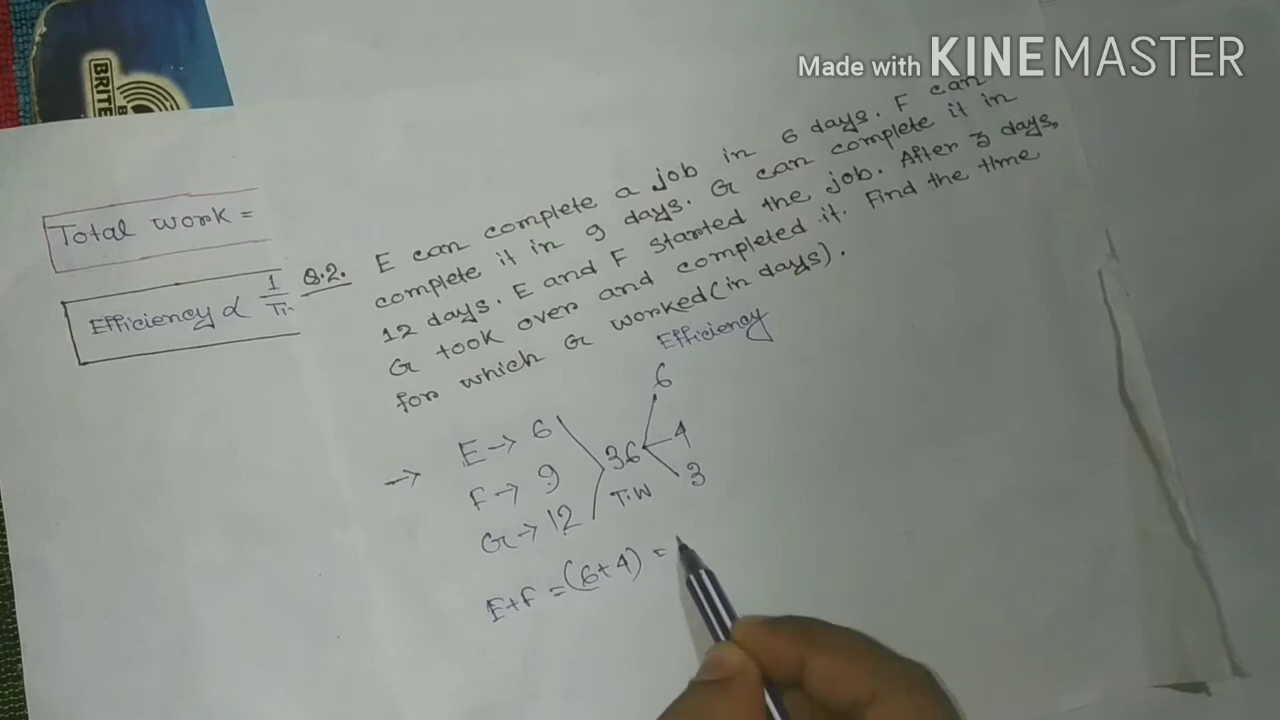 Made with KINEMASTER
BRITE
Total work =
Efficiency ∝ 1/Ti
Q.2. E can complete a job in 6 days. F can
complete it in 9 days. G can complete it in
12 days. E and F started the job. After 3 days,
G took over and completed it. Find the time
for which G worked (in days).
Efficiency
6
→ E → 6
36 4
F → 9
T.W 3
G → 12
E+F = (6+4) =